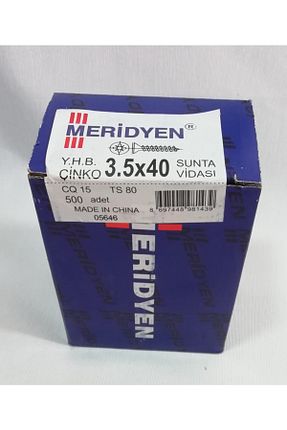 MERİDYEN®
Y.H.B. ÇİNKO 3.5x40 SUNTA VİDASI
CQ 15 TS 80
500 adet
MADE IN CHINA
05646
8 697448 981439
MERİDYEN